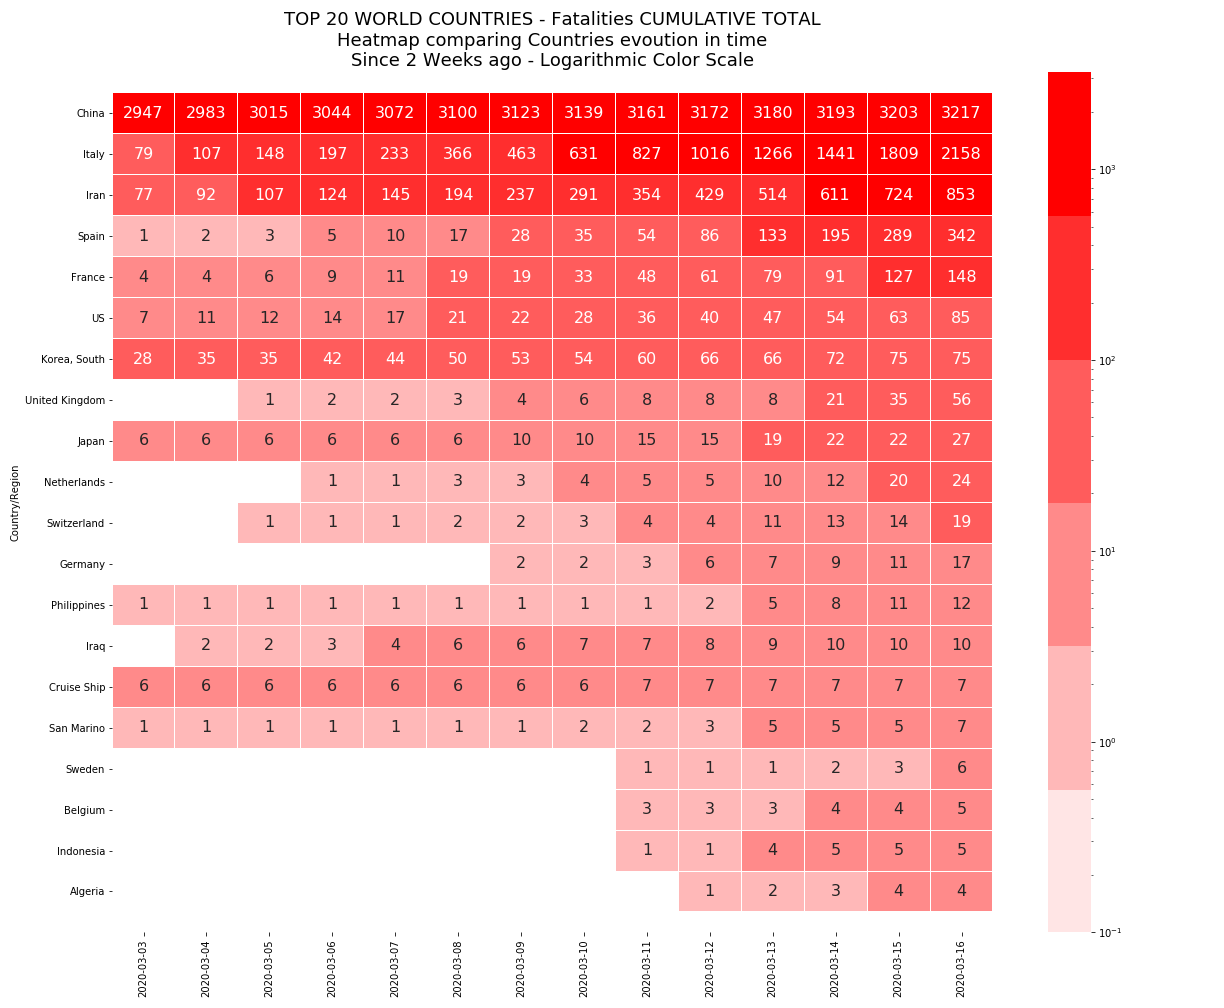 TOP 20 WORLD COUNTRIES - Fatalities CUMULATIVE TOTAL
Heatmap comparing Countries evoution in time
Since 2 Weeks ago - Logarithmic Color Scale
Country/Region
China 2947 2983 3015 3044 3072 3100 3123 3139 3161 3172 3180 3193 3203 3217
Italy 79 107 148 197 233 366 463 631 827 1016 1266 1441 1809 2158
Iran 77 92 107 124 145 194 237 291 354 429 514 611 724 853
Spain 1 2 3 5 10 17 28 35 54 86 133 195 289 342
France 4 4 6 9 11 19 19 33 48 61 79 91 127 148
US 7 11 12 14 17 21 22 28 36 40 47 54 63 85
Korea, South 28 35 35 42 44 50 53 54 60 66 66 72 75 75
United Kingdom 1 2 2 3 4 6 8 8 8 21 35 56
Japan 6 6 6 6 6 6 10 10 15 15 19 22 22 27
Netherlands 1 1 3 3 4 5 5 10 12 20 24
Switzerland 1 1 1 2 2 3 4 4 11 13 14 19
Germany 2 2 3 6 7 9 11 17
Philippines 1 1 1 1 1 1 1 1 1 2 5 8 11 12
Iraq 2 2 3 4 6 6 7 7 8 9 10 10 10
Cruise Ship 6 6 6 6 6 6 6 6 7 7 7 7 7 7
San Marino 1 1 1 1 1 1 1 2 2 3 5 5 5 7
Sweden 1 1 1 2 3 6
Belgium 3 3 3 4 4 5
Indonesia 1 1 4 5 5 5
Algeria 1 2 3 4 4
2020-03-03 2020-03-04 2020-03-05 2020-03-06 2020-03-07 2020-03-08 2020-03-09 2020-03-10 2020-03-11 2020-03-12 2020-03-13 2020-03-14 2020-03-15 2020-03-16
10³
10²
10¹
10⁰
10⁻¹